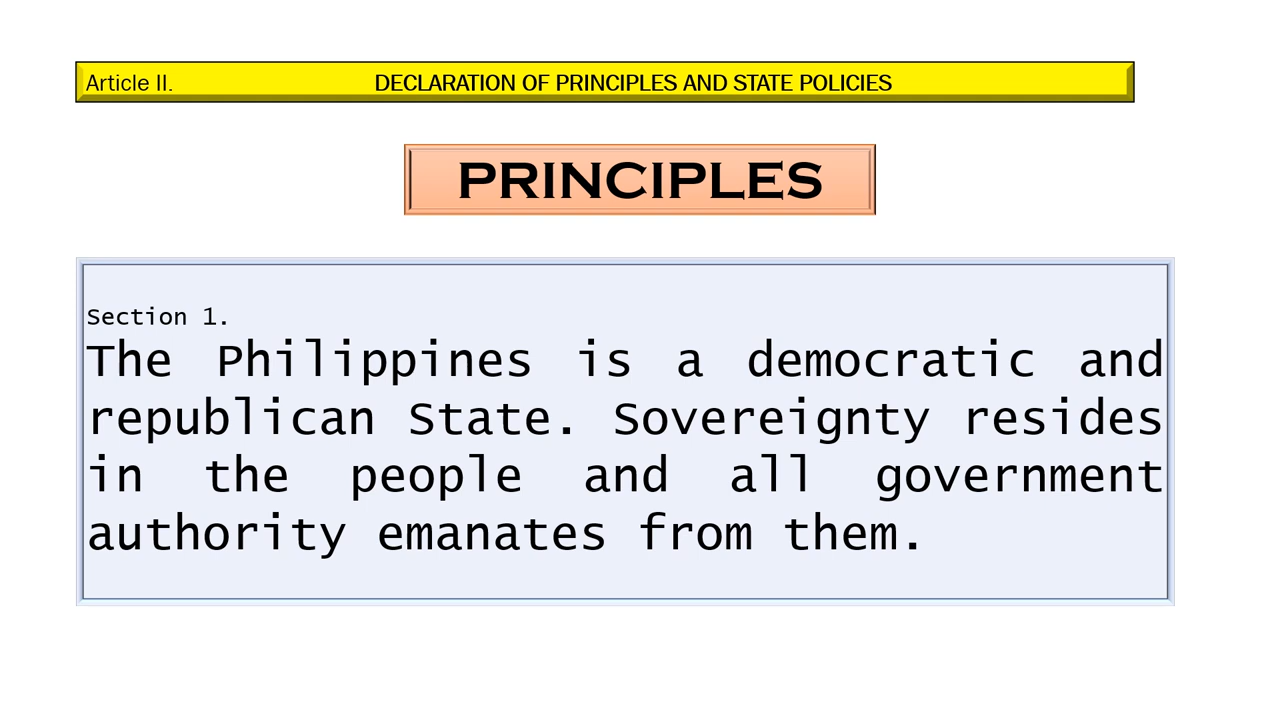 Article II. DECLARATION OF PRINCIPLES AND STATE POLICIES
PRINCIPLES
Section 1.
The Philippines is a democratic and
republican State. Sovereignty resides
in the people and all government
authority emanates from them.